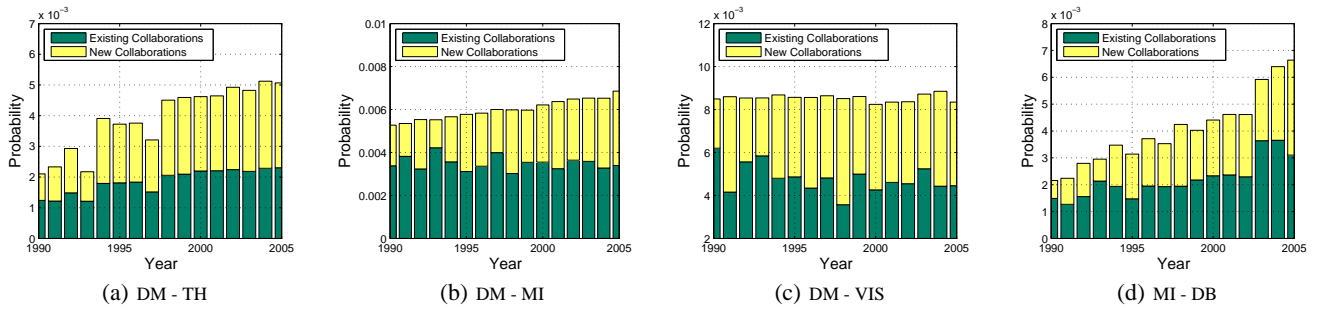 x 10⁻³
7
6
5
4
3
2
1
0
Probability
Existing Collaborations
New Collaborations
1990 1995 2000 2005
Year
(a) DM - TH
0.01
0.008
0.006
0.004
0.002
0
Probability
Existing Collaborations
New Collaborations
1990 1995 2000 2005
Year
(b) DM - MI
x 10⁻³
12
10
8
6
4
2
Probability
Existing Collaborations
New Collaborations
1990 1995 2000 2005
Year
(c) DM - VIS
x 10⁻³
8
7
6
5
4
3
2
1
0
Probability
Existing Collaborations
New Collaborations
1990 1995 2000 2005
Year
(d) MI - DB